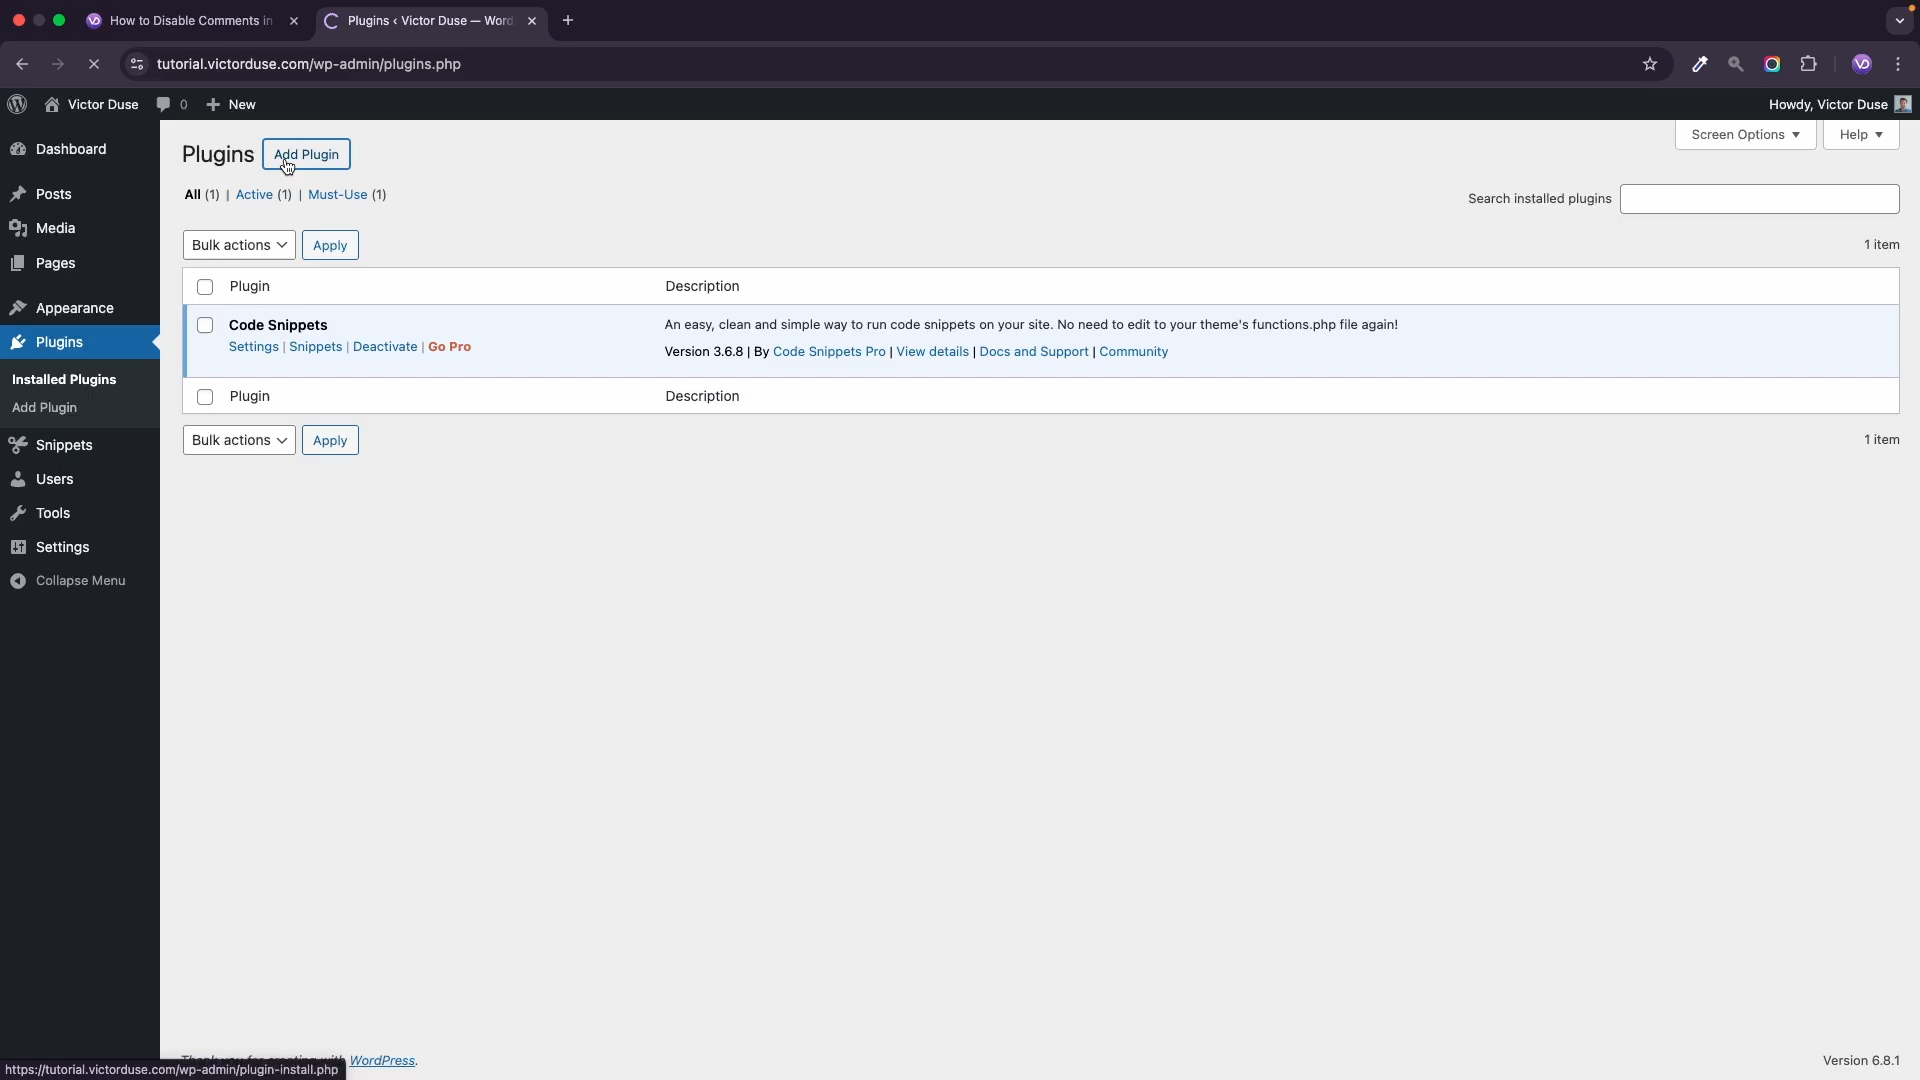 How to Disable Comments in
Plugins ‹ Victor Duse — Word
tutorial.victorduse.com/wp-admin/plugins.php
VD
Victor Duse
0
New
Howdy, Victor Duse
Dashboard
Posts
Media
Pages
Appearance
Plugins
Installed Plugins
Add Plugin
Snippets
Users
Tools
Settings
Collapse Menu
Plugins
Add Plugin
Screen Options
Help
All (1) | Active (1) | Must-Use (1)
Search installed plugins
Bulk actions
Apply
1 item
Plugin
Description
Code Snippets
Settings | Snippets | Deactivate | Go Pro
An easy, clean and simple way to run code snippets on your site. No need to edit to your theme's functions.php file again!
Version 3.6.8 | By Code Snippets Pro | View details | Docs and Support | Community
Plugin
Description
Bulk actions
Apply
1 item
Thank you for creating with WordPress.
Version 6.8.1
https://tutorial.victorduse.com/wp-admin/plugin-install.php